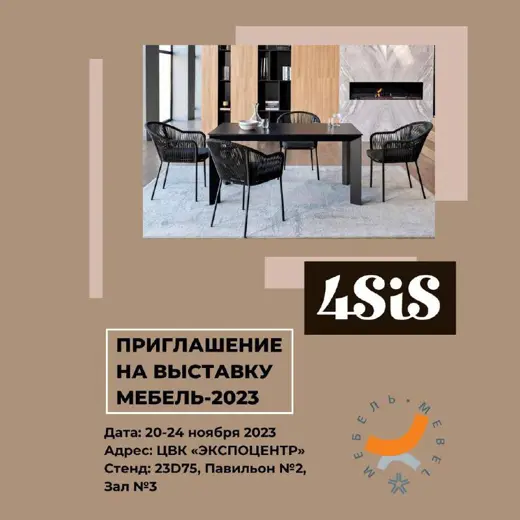 4SiS
ПРИГЛАШЕНИЕ
НА ВЫСТАВКУ
МЕБЕЛЬ-2023
Дата: 20-24 ноября 2023
Адрес: ЦВК «ЭКСПОЦЕНТР»
Стенд: 23D75, Павильон №2,
Зал №3
МЕБЕЛЬ • MEBEL